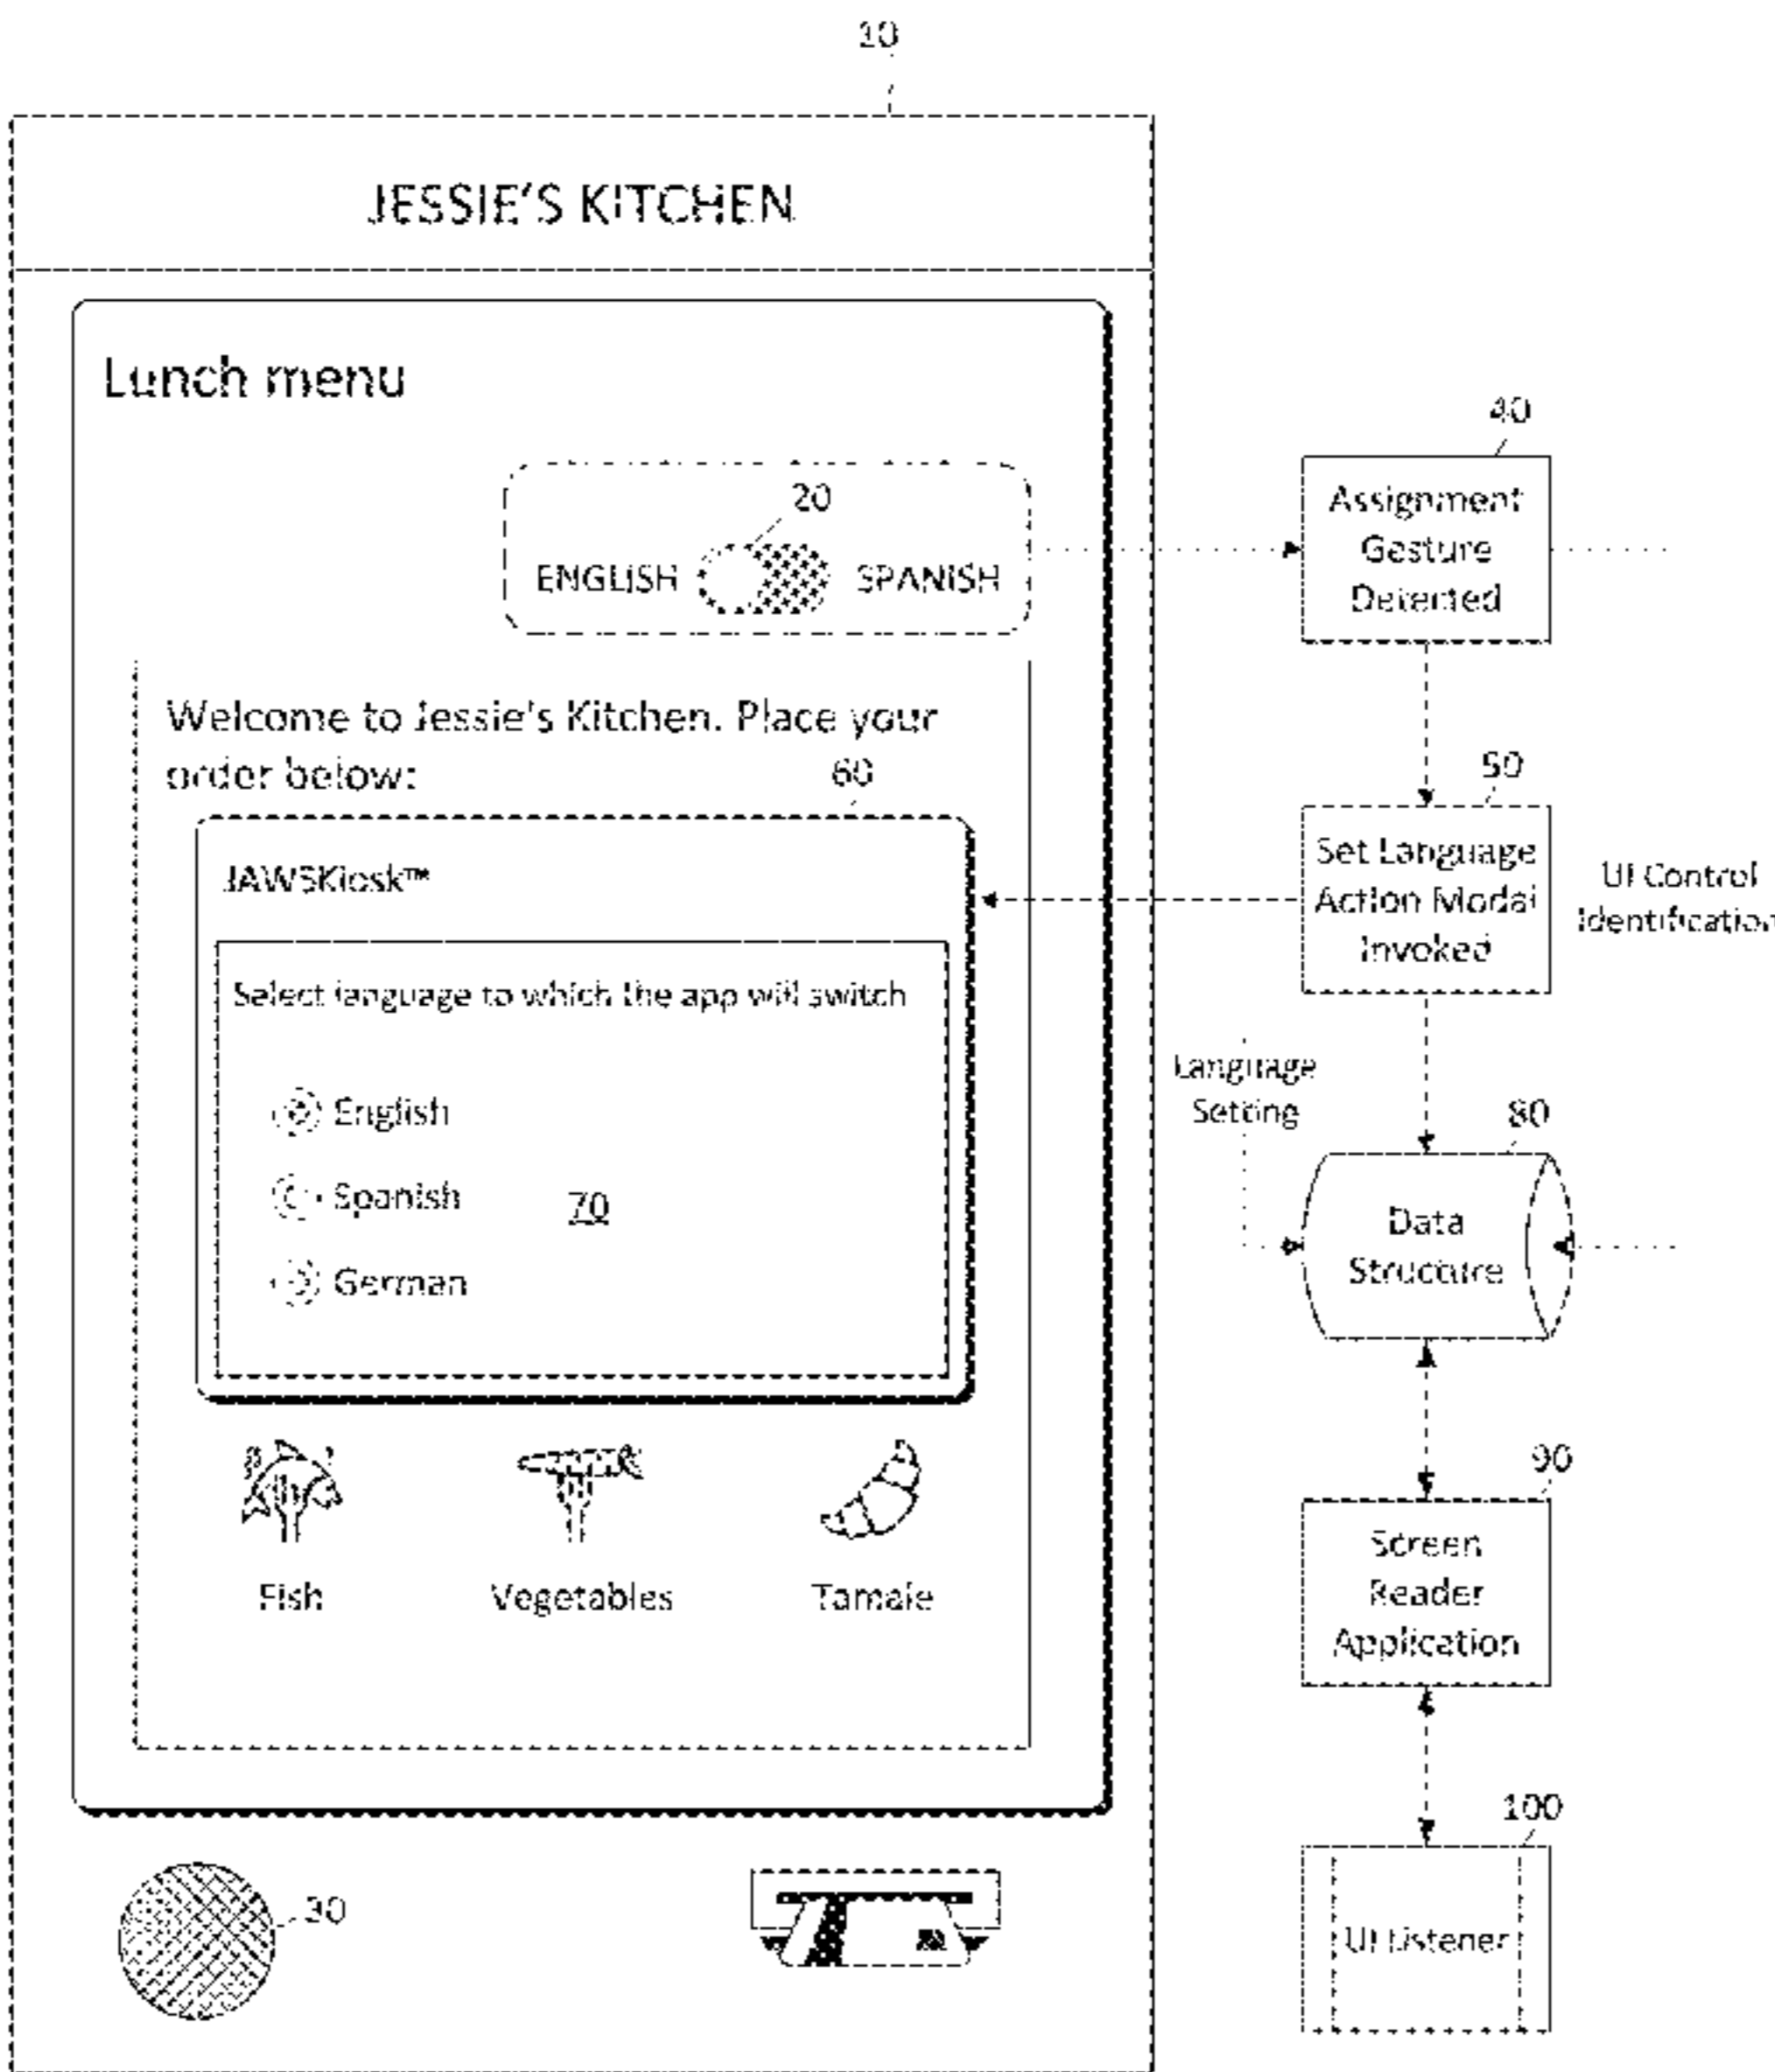 10
JESSIE'S KITCHEN
Lunch menu
20
ENGLISH SPANISH
Welcome to Jessie's Kitchen. Place your
order below:
60
JAWSKiosk™
Select language to which the app will switch
English
Spanish
70
German
Fish Vegetables Tamale
30
40
Assignment
Gesture
Detected
50
Set Language
Action Modal
Invoked
UI Control
Identification
Language
Setting
80
Data
Structure
90
Screen
Reader
Application
100
UI Listener